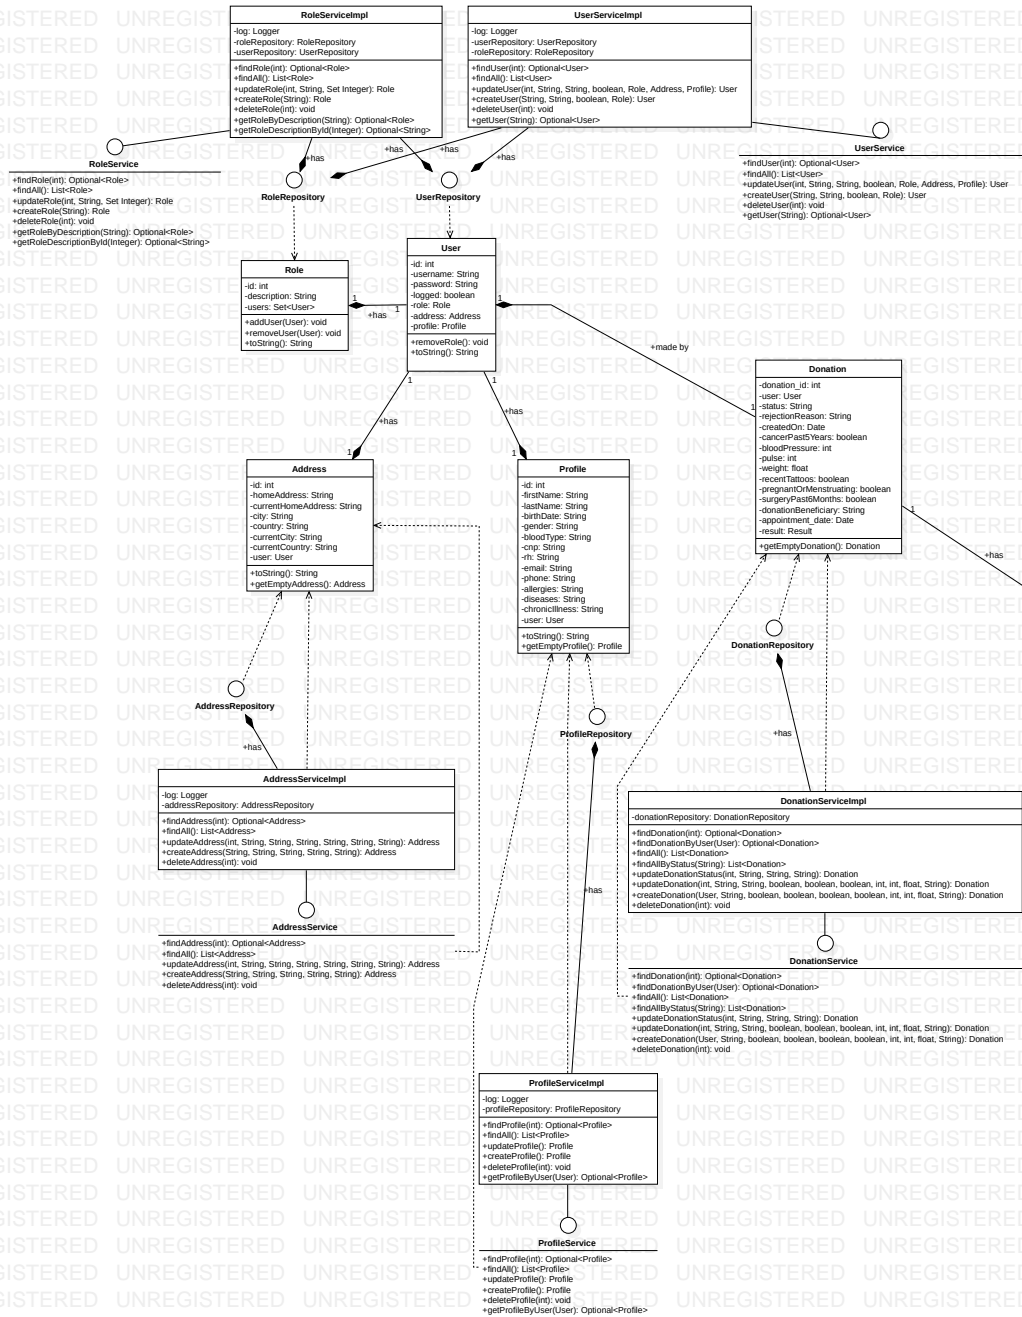 RoleServiceImpl
-log: Logger
-roleRepository: RoleRepository
-userRepository: UserRepository
+findRole(int): Optional<Role>
+findAll(): List<Role>
+updateRole(int, String, Set Integer): Role
+createRole(String): Role
+deleteRole(int): void
+getRoleByDescription(String): Optional<Role>
+getRoleDescriptionById(Integer): Optional<String>
UserServiceImpl
-log: Logger
-userRepository: UserRepository
-roleRepository: RoleRepository
+findUser(int): Optional<User>
+findAll(): List<User>
+updateUser(int, String, String, boolean, Role, Address, Profile): User
+createUser(String, String, boolean, Role): User
+deleteUser(int): void
+getUser(String): Optional<User>
+has
+has
+has
RoleService
+findRole(int): Optional<Role>
+findAll(): List<Role>
+updateRole(int, String, Set Integer): Role
+createRole(String): Role
+deleteRole(int): void
+getRoleByDescription(String): Optional<Role>
+getRoleDescriptionById(Integer): Optional<String>
RoleRepository
UserRepository
UserService
+findUser(int): Optional<User>
+findAll(): List<User>
+updateUser(int, String, String, boolean, Role, Address, Profile): User
+createUser(String, String, boolean, Role): User
+deleteUser(int): void
+getUser(String): Optional<User>
Role
-id: int
-description: String
-users: Set<User>
+addUser(User): void
+removeUser(User): void
+toString(): String
1
+has
1
User
-id: int
-username: String
-password: String
-logged: boolean
-role: Role
-address: Address
-profile: Profile
+removeRole(): void
+toString(): String
1
+made by
1
1
+has
1
1
+has
1
Donation
-donation_id: int
-user: User
-status: String
-rejectionReason: String
-createdOn: Date
-cancerPast5Years: boolean
-bloodPressure: int
-pulse: int
-weight: float
-recentTattoos: boolean
-pregnantOrMenstruating: boolean
-surgeryPast6Months: boolean
-donationBeneficiary: String
-appointment_date: Date
-result: Result
+getEmptyDonation(): Donation
1
+has
Address
-id: int
-homeAddress: String
-currentHomeAddress: String
-city: String
-country: String
-currentCity: String
-currentCountry: String
-user: User
+toString(): String
+getEmptyAddress(): Address
Profile
-id: int
-firstName: String
-lastName: String
-birthDate: String
-gender: String
-bloodType: String
-cnp: String
-rh: String
-email: String
-phone: String
-allergies: String
-diseases: String
-chronicIllness: String
-user: User
+toString(): String
+getEmptyProfile(): Profile
DonationRepository
+has
AddressRepository
+has
ProfileRepository
+has
AddressServiceImpl
-log: Logger
-addressRepository: AddressRepository
+findAddress(int): Optional<Address>
+findAll(): List<Address>
+updateAddress(int, String, String, String, String, String, String): Address
+createAddress(String, String, String, String, String): Address
+deleteAddress(int): void
AddressService
+findAddress(int): Optional<Address>
+findAll(): List<Address>
+updateAddress(int, String, String, String, String, String, String): Address
+createAddress(String, String, String, String, String): Address
+deleteAddress(int): void
DonationServiceImpl
-donationRepository: DonationRepository
+findDonation(int): Optional<Donation>
+findDonationByUser(User): Optional<Donation>
+findAll(): List<Donation>
+findAllByStatus(String): List<Donation>
+updateDonationStatus(int, String, String): Donation
+updateDonation(int, String, String, boolean, boolean, boolean, int, int, float, String): Donation
+createDonation(User, String, boolean, boolean, boolean, boolean, int, int, float, String): Donation
+deleteDonation(int): void
DonationService
+findDonation(int): Optional<Donation>
+findDonationByUser(User): Optional<Donation>
+findAll(): List<Donation>
+findAllByStatus(String): List<Donation>
+updateDonationStatus(int, String, String): Donation
+updateDonation(int, String, String, boolean, boolean, boolean, int, int, float, String): Donation
+createDonation(User, String, boolean, boolean, boolean, boolean, int, int, float, String): Donation
+deleteDonation(int): void
ProfileServiceImpl
-log: Logger
-profileRepository: ProfileRepository
+findProfile(int): Optional<Profile>
+findAll(): List<Profile>
+updateProfile(): Profile
+createProfile(): Profile
+deleteProfile(int): void
+getProfileByUser(User): Optional<Profile>
ProfileService
+findProfile(int): Optional<Profile>
+findAll(): List<Profile>
+updateProfile(): Profile
+createProfile(): Profile
+deleteProfile(int): void
+getProfileByUser(User): Optional<Profile>